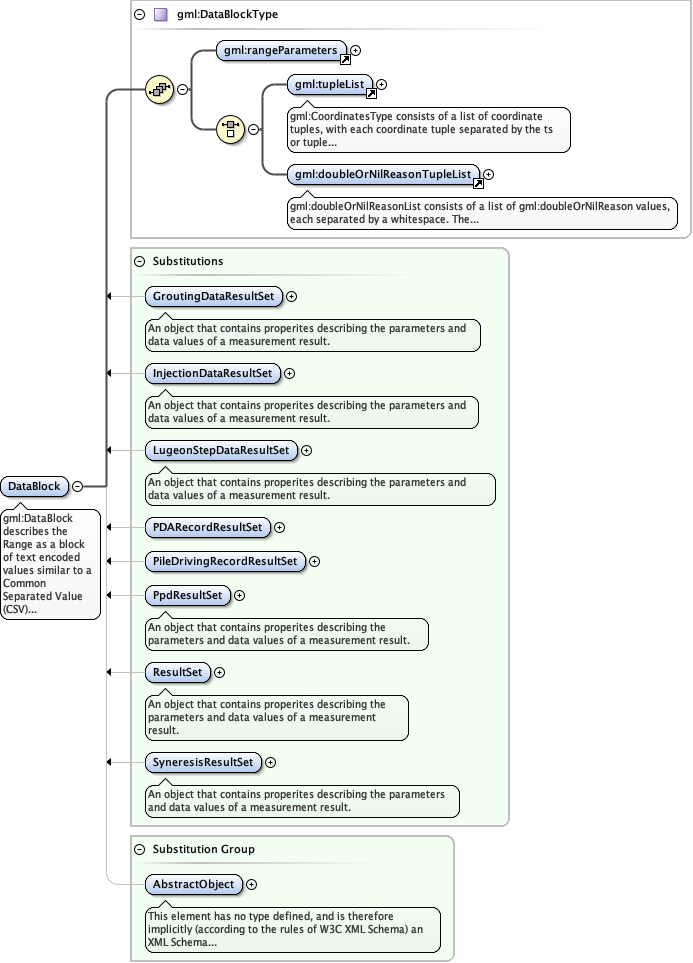 gml:DataBlockType
gml:rangeParameters
gml:tupleList
gml:CoordinatesType consists of a list of coordinate
tuples, with each coordinate tuple separated by the ts
or tuple...
gml:doubleOrNilReasonTupleList
gml:doubleOrNilReasonList consists of a list of gml:doubleOrNilReason values,
each separated by a whitespace. The...
Substitutions
GroutingDataResultSet
An object that contains properites describing the parameters and
data values of a measurement result.
InjectionDataResultSet
An object that contains properites describing the parameters and
data values of a measurement result.
LugeonStepDataResultSet
An object that contains properites describing the parameters and
data values of a measurement result.
DataBlock
gml:DataBlock
describes the
Range as a block
of text encoded
values similar to a
Common
Separated Value
(CSV)...
PDARecordResultSet
PileDrivingRecordResultSet
PpdResultSet
An object that contains properites describing the
parameters and data values of a measurement result.
ResultSet
An object that contains properites describing the
parameters and data values of a measurement
result.
SyneresisResultSet
An object that contains properites describing the parameters
and data values of a measurement result.
Substitution Group
AbstractObject
This element has no type defined, and is therefore
implicitly (according to the rules of W3C XML Schema) an
XML Schema...